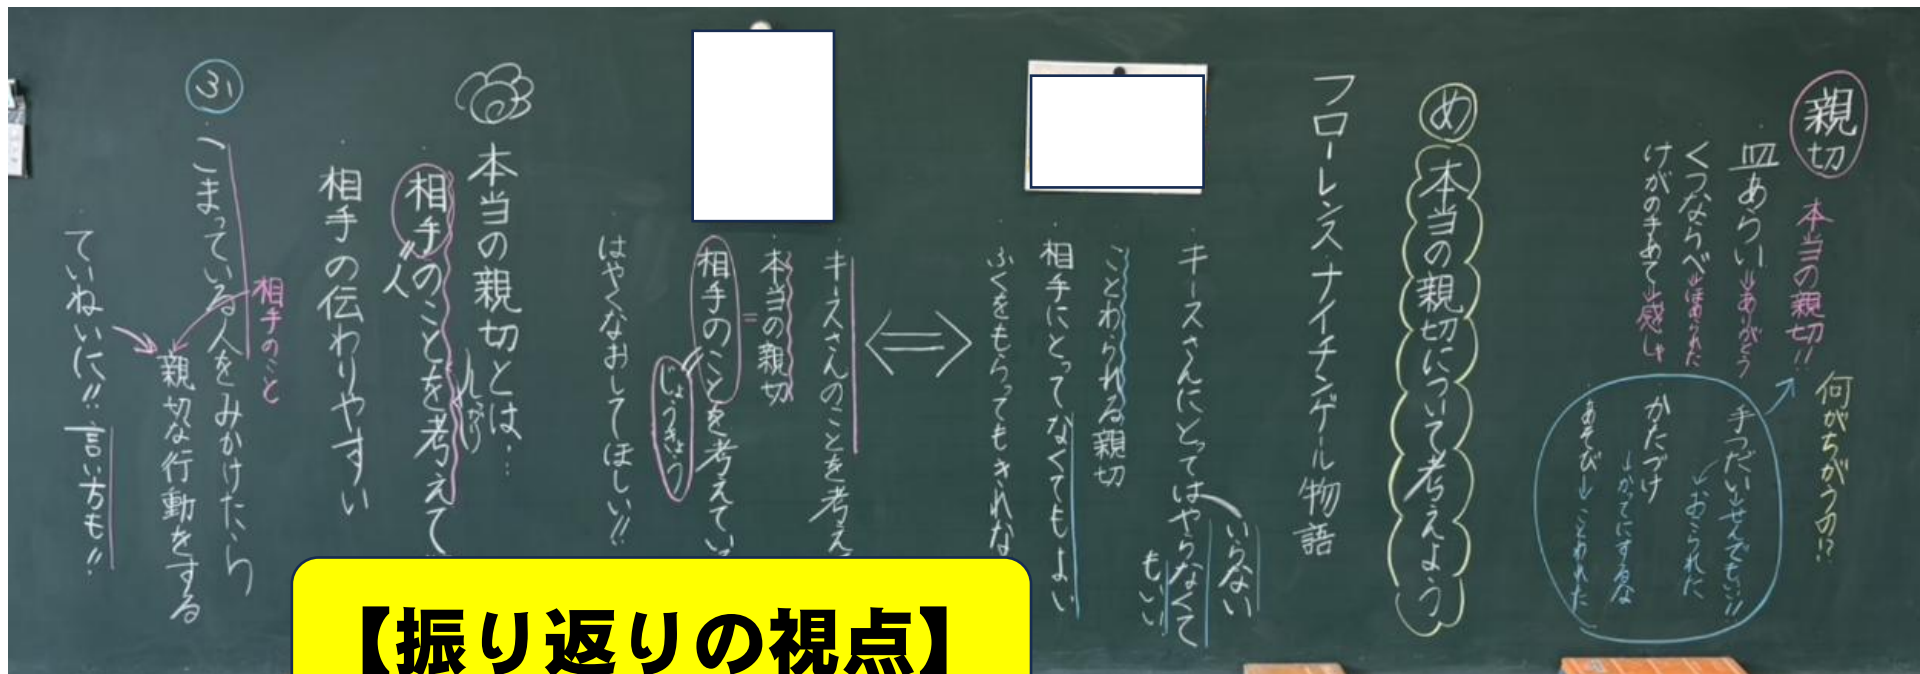 親切
本当の親切!!
何がちがうの!?
・皿あらい→ありがとう
くつならべ→ほめられた
けがの手あて→感しゃ
手つだい→せんでもいい!!
→おこられた
かたづけ
→かってにするな
あそび→ことわれた
め 本当の親切について考えよう
フローレンス ナイチンゲール物語
・キースさんにとってはやらなくてもいい
いらない
・ことわられる親切
・相手にとってなくてもよい
・ふくをもらってもきれな
・キースさんのことを考え
本当の親切
=
相手のことを考えてい
じょうきょう
はやくなおしてほしい!!
本当の親切とは…
・相手のことを考えて
人
しっかり
・相手の伝わりやすい
ふ
・こまっている人をみかけたら
相手のこと
親切な行動をする
ていねいに!!言い方も!!
【振り返りの視点】